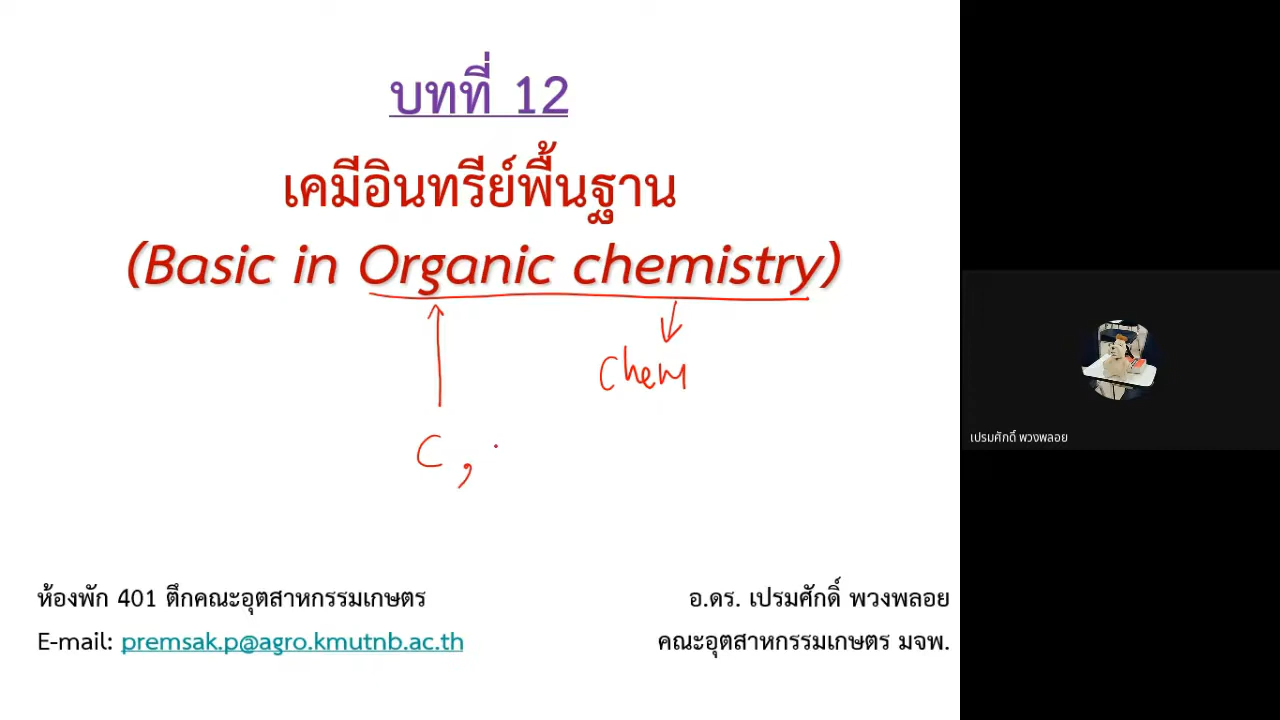 บทที่ 12
เคมีอินทรีย์พื้นฐาน
(Basic in Organic chemistry)
Chem
C ,
ห้องพัก 401 ตึกคณะอุตสาหกรรมเกษตร
อ.ดร. เปรมศักดิ์ พวงพลอย
E-mail: premsak.p@agro.kmutnb.ac.th
คณะอุตสาหกรรมเกษตร มจพ.
เปรมศักดิ์ พวงพลอย